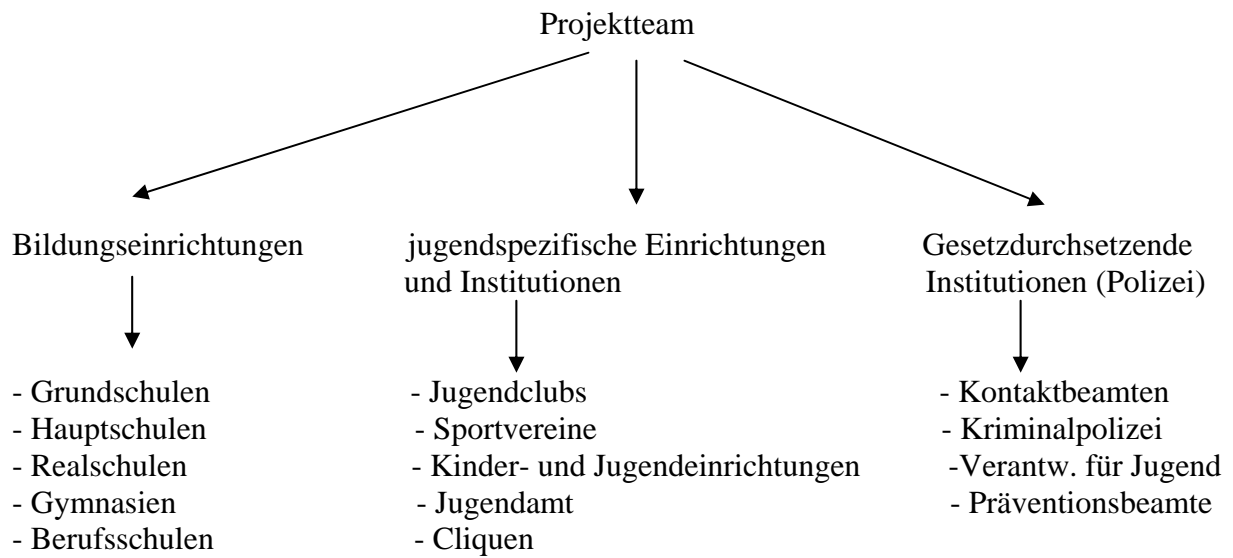 Projektteam
Bildungseinrichtungen
- Grundschulen
- Hauptschulen
- Realschulen
- Gymnasien
- Berufsschulen
jugendspezifische Einrichtungen
und Institutionen
- Jugendclubs
- Sportvereine
- Kinder- und Jugendeinrichtungen
- Jugendamt
- Cliquen
Gesetzdurchsetzende
Institutionen (Polizei)
- Kontaktbeamten
- Kriminalpolizei
-Verantw. für Jugend
- Präventionsbeamte